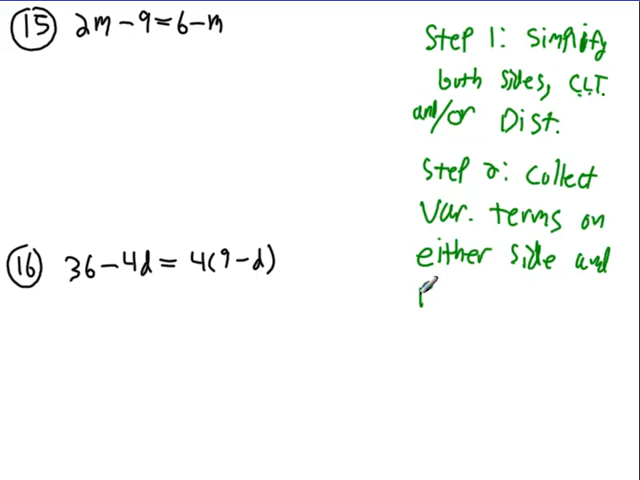 15 2m - 9 = 6 - m
Step 1: Simplify
both sides, C.L.T.
and/or Dist.
Step 2: Collect
Var. terms on
either side and
16 36 - 4d = 4(9 - d)